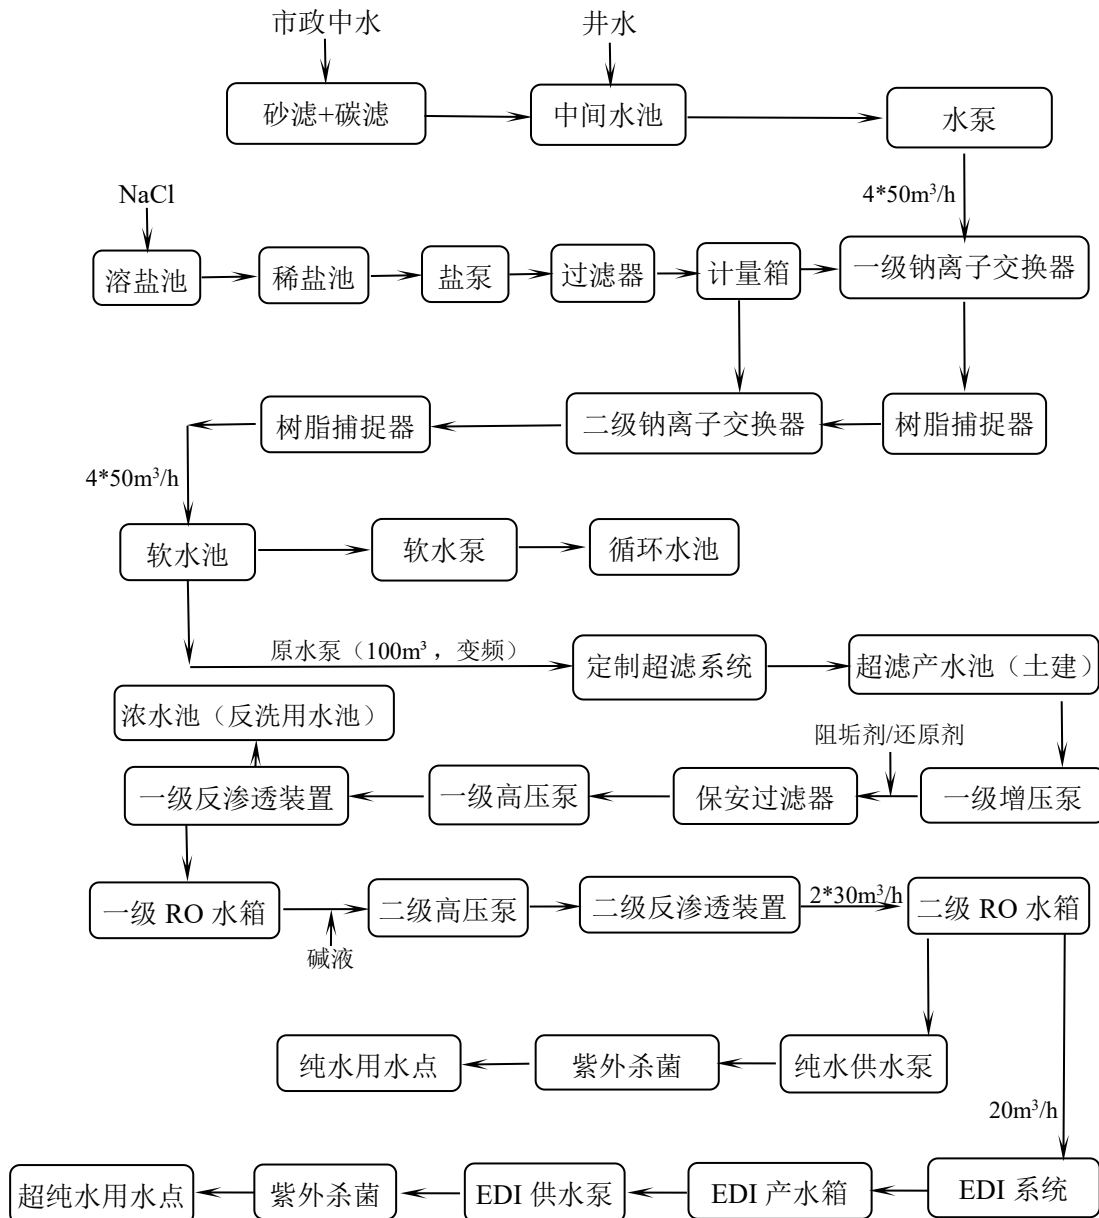 市政中水
井水
砂滤+碳滤
中间水池
水泵
NaCl
4*50m³/h
溶盐池
稀盐池
盐泵
过滤器
计量箱
一级钠离子交换器
树脂捕捉器
二级钠离子交换器
树脂捕捉器
4*50m³/h
软水池
软水泵
循环水池
原水泵（100m³，变频）
定制超滤系统
超滤产水池（土建）
浓水池（反洗用水池）
阻垢剂/还原剂
一级反渗透装置
一级高压泵
保安过滤器
一级增压泵
一级 RO 水箱
碱液
二级高压泵
二级反渗透装置
2*30m³/h
二级 RO 水箱
纯水用水点
紫外杀菌
纯水供水泵
20m³/h
超纯水用水点
紫外杀菌
EDI 供水泵
EDI 产水箱
EDI 系统